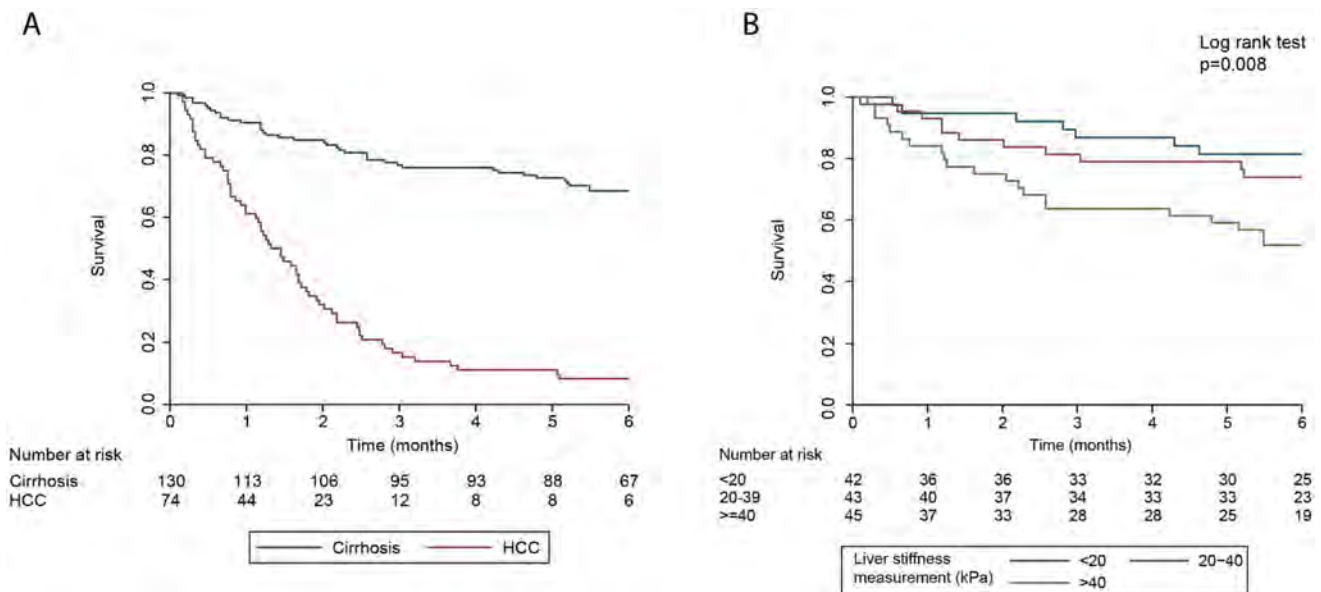 A
Survival
1.0
0.8
0.6
0.4
0.2
0.0
0 1 2 3 4 5 6
Time (months)
Number at risk
Cirrhosis 130 113 106 95 93 88 67
HCC 74 44 23 12 8 8 6
Cirrhosis HCC
B
Log rank test
p=0.008
Survival
1.0
0.8
0.6
0.4
0.2
0.0
0 1 2 3 4 5 6
Time (months)
Number at risk
<20 42 36 36 33 32 30 25
20-39 43 40 37 34 33 33 23
>=40 45 37 33 28 28 25 19
Liver stiffness <20 20-40
measurement (kPa) >40